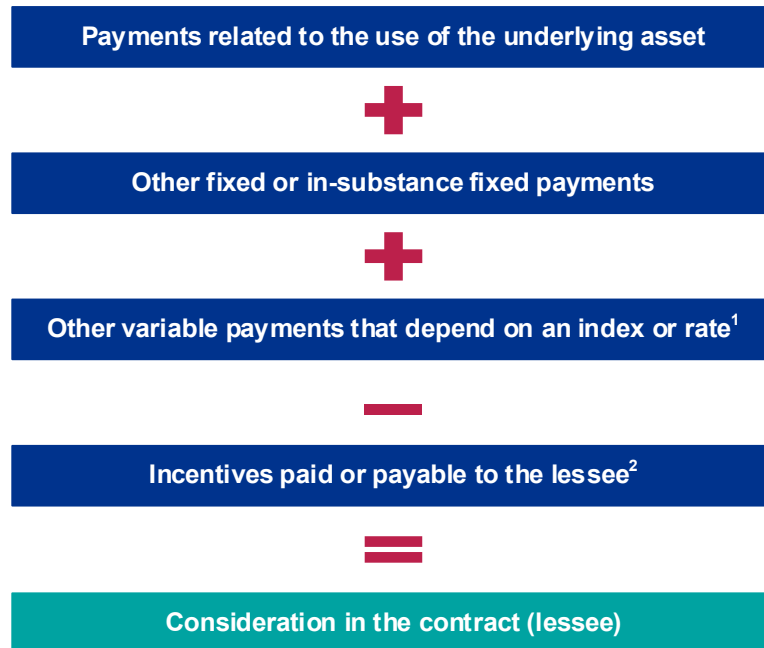 Payments related to the use of the underlying asset
+
Other fixed or in-substance fixed payments
+
Other variable payments that depend on an index or rate¹
−
Incentives paid or payable to the lessee²
=
Consideration in the contract (lessee)